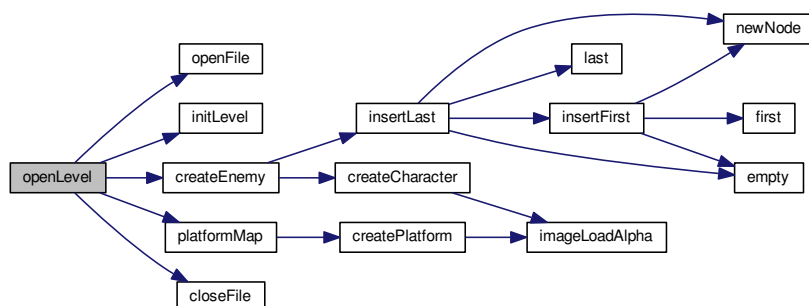 newNode
openFile
last
initLevel
insertLast
insertFirst
first
openLevel
createEnemy
createCharacter
empty
platformMap
createPlatform
imageLoadAlpha
closeFile